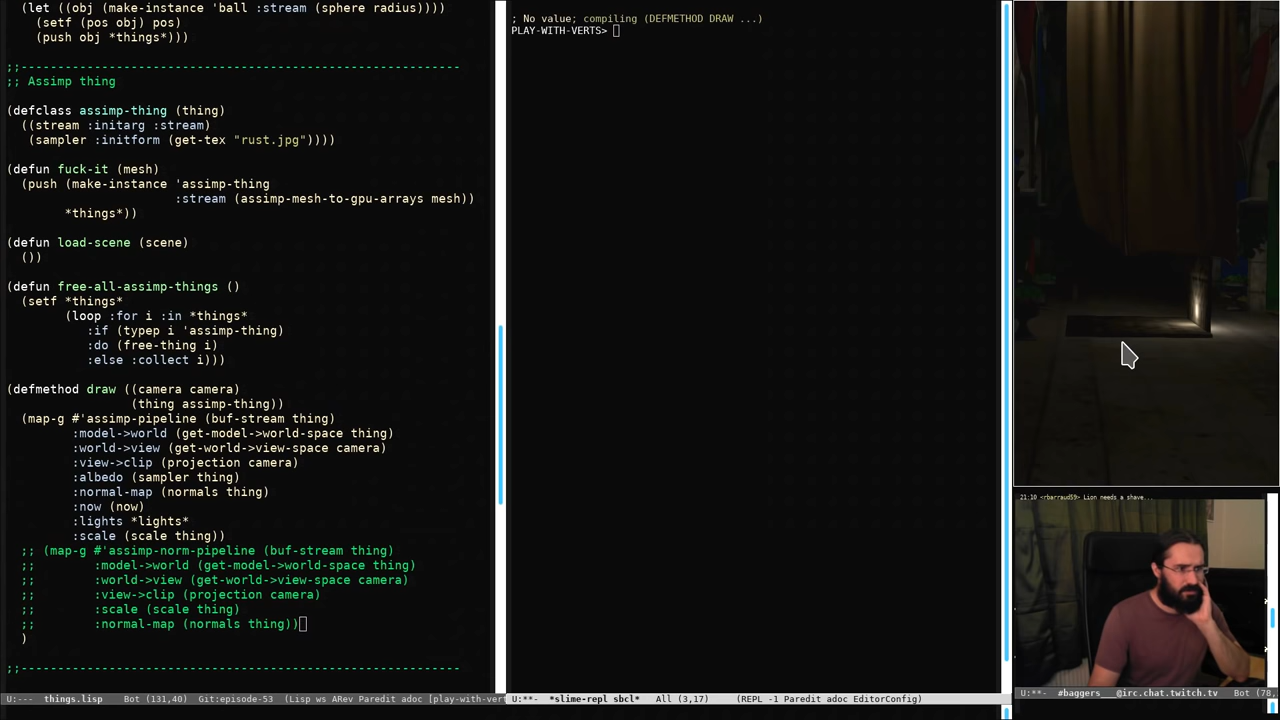 (let ((obj (make-instance 'ball :stream (sphere radius))))
(setf (pos obj) pos)
(push obj *things*)))
;;-----------------------------------------------------------
;; Assimp thing
(defclass assimp-thing (thing)
((stream :initarg :stream)
(sampler :initform (get-tex "rust.jpg"))))
(defun fuck-it (mesh)
(push (make-instance 'assimp-thing
:stream (assimp-mesh-to-gpu-arrays mesh))
*things*))
(defun load-scene (scene)
())
(defun free-all-assimp-things ()
(setf *things*
(loop :for i :in *things*
:if (typep i 'assimp-thing)
:do (free-thing i)
:else :collect i)))
(defmethod draw ((camera camera)
(thing assimp-thing))
(map-g #'assimp-pipeline (buf-stream thing)
:model->world (get-model->world-space thing)
:world->view (get-world->view-space camera)
:view->clip (projection camera)
:albedo (sampler thing)
:normal-map (normals thing)
:now (now)
:lights *lights*
:scale (scale thing))
;; (map-g #'assimp-norm-pipeline (buf-stream thing)
;; :model->world (get-model->world-space thing)
;; :world->view (get-world->view-space camera)
;; :view->clip (projection camera)
;; :scale (scale thing)
;; :normal-map (normals thing))
)
;;-----------------------------------------------------------
U:--- things.lisp Bot (131,40) Git:episode-53 (Lisp ws ARev Paredit adoc [play-with-ver
; No value; compiling (DEFMETHOD DRAW ...)
PLAY-WITH-VERTS>
U:**- *slime-repl sbcl* All (3,17) (REPL -1 Paredit adoc EditorConfig)
21:10 <rbarraud59> Lion needs a shave...
U:**- #baggers___@irc.chat.twitch.tv Bot (78,